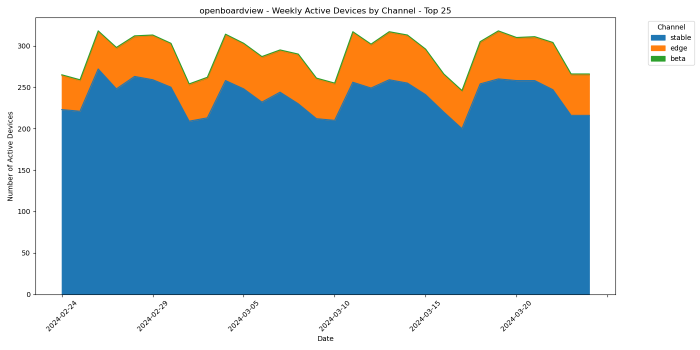 openboardview - Weekly Active Devices by Channel - Top 25
Channel
stable
edge
beta
Number of Active Devices
300
250
200
150
100
50
0
2024-02-24
2024-02-29
2024-03-05
2024-03-10
2024-03-15
2024-03-20
Date